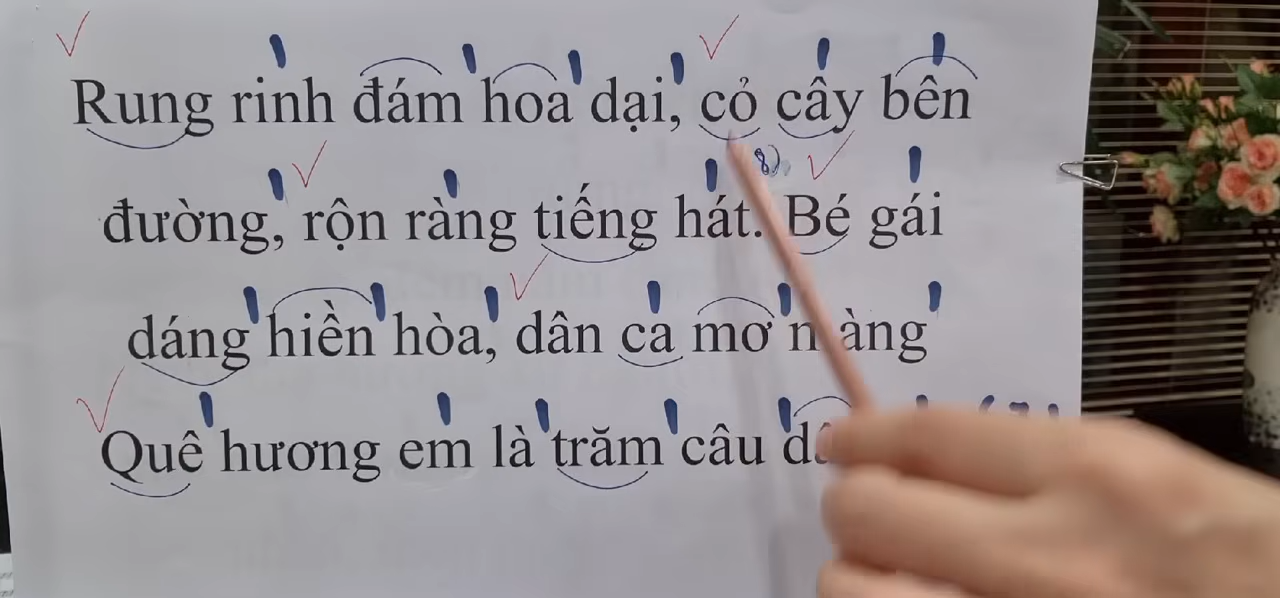 Rung rinh đám hoa dại, cỏ cây bên
8)
đường, rộn ràng tiếng hát. Bé gái
dáng hiền hòa, dân ca mơ
Quê hương em là trăm câu